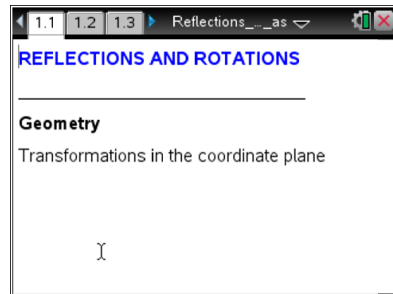 1.1 1.2 1.3 Reflections_..._as
REFLECTIONS AND ROTATIONS
Geometry
Transformations in the coordinate plane